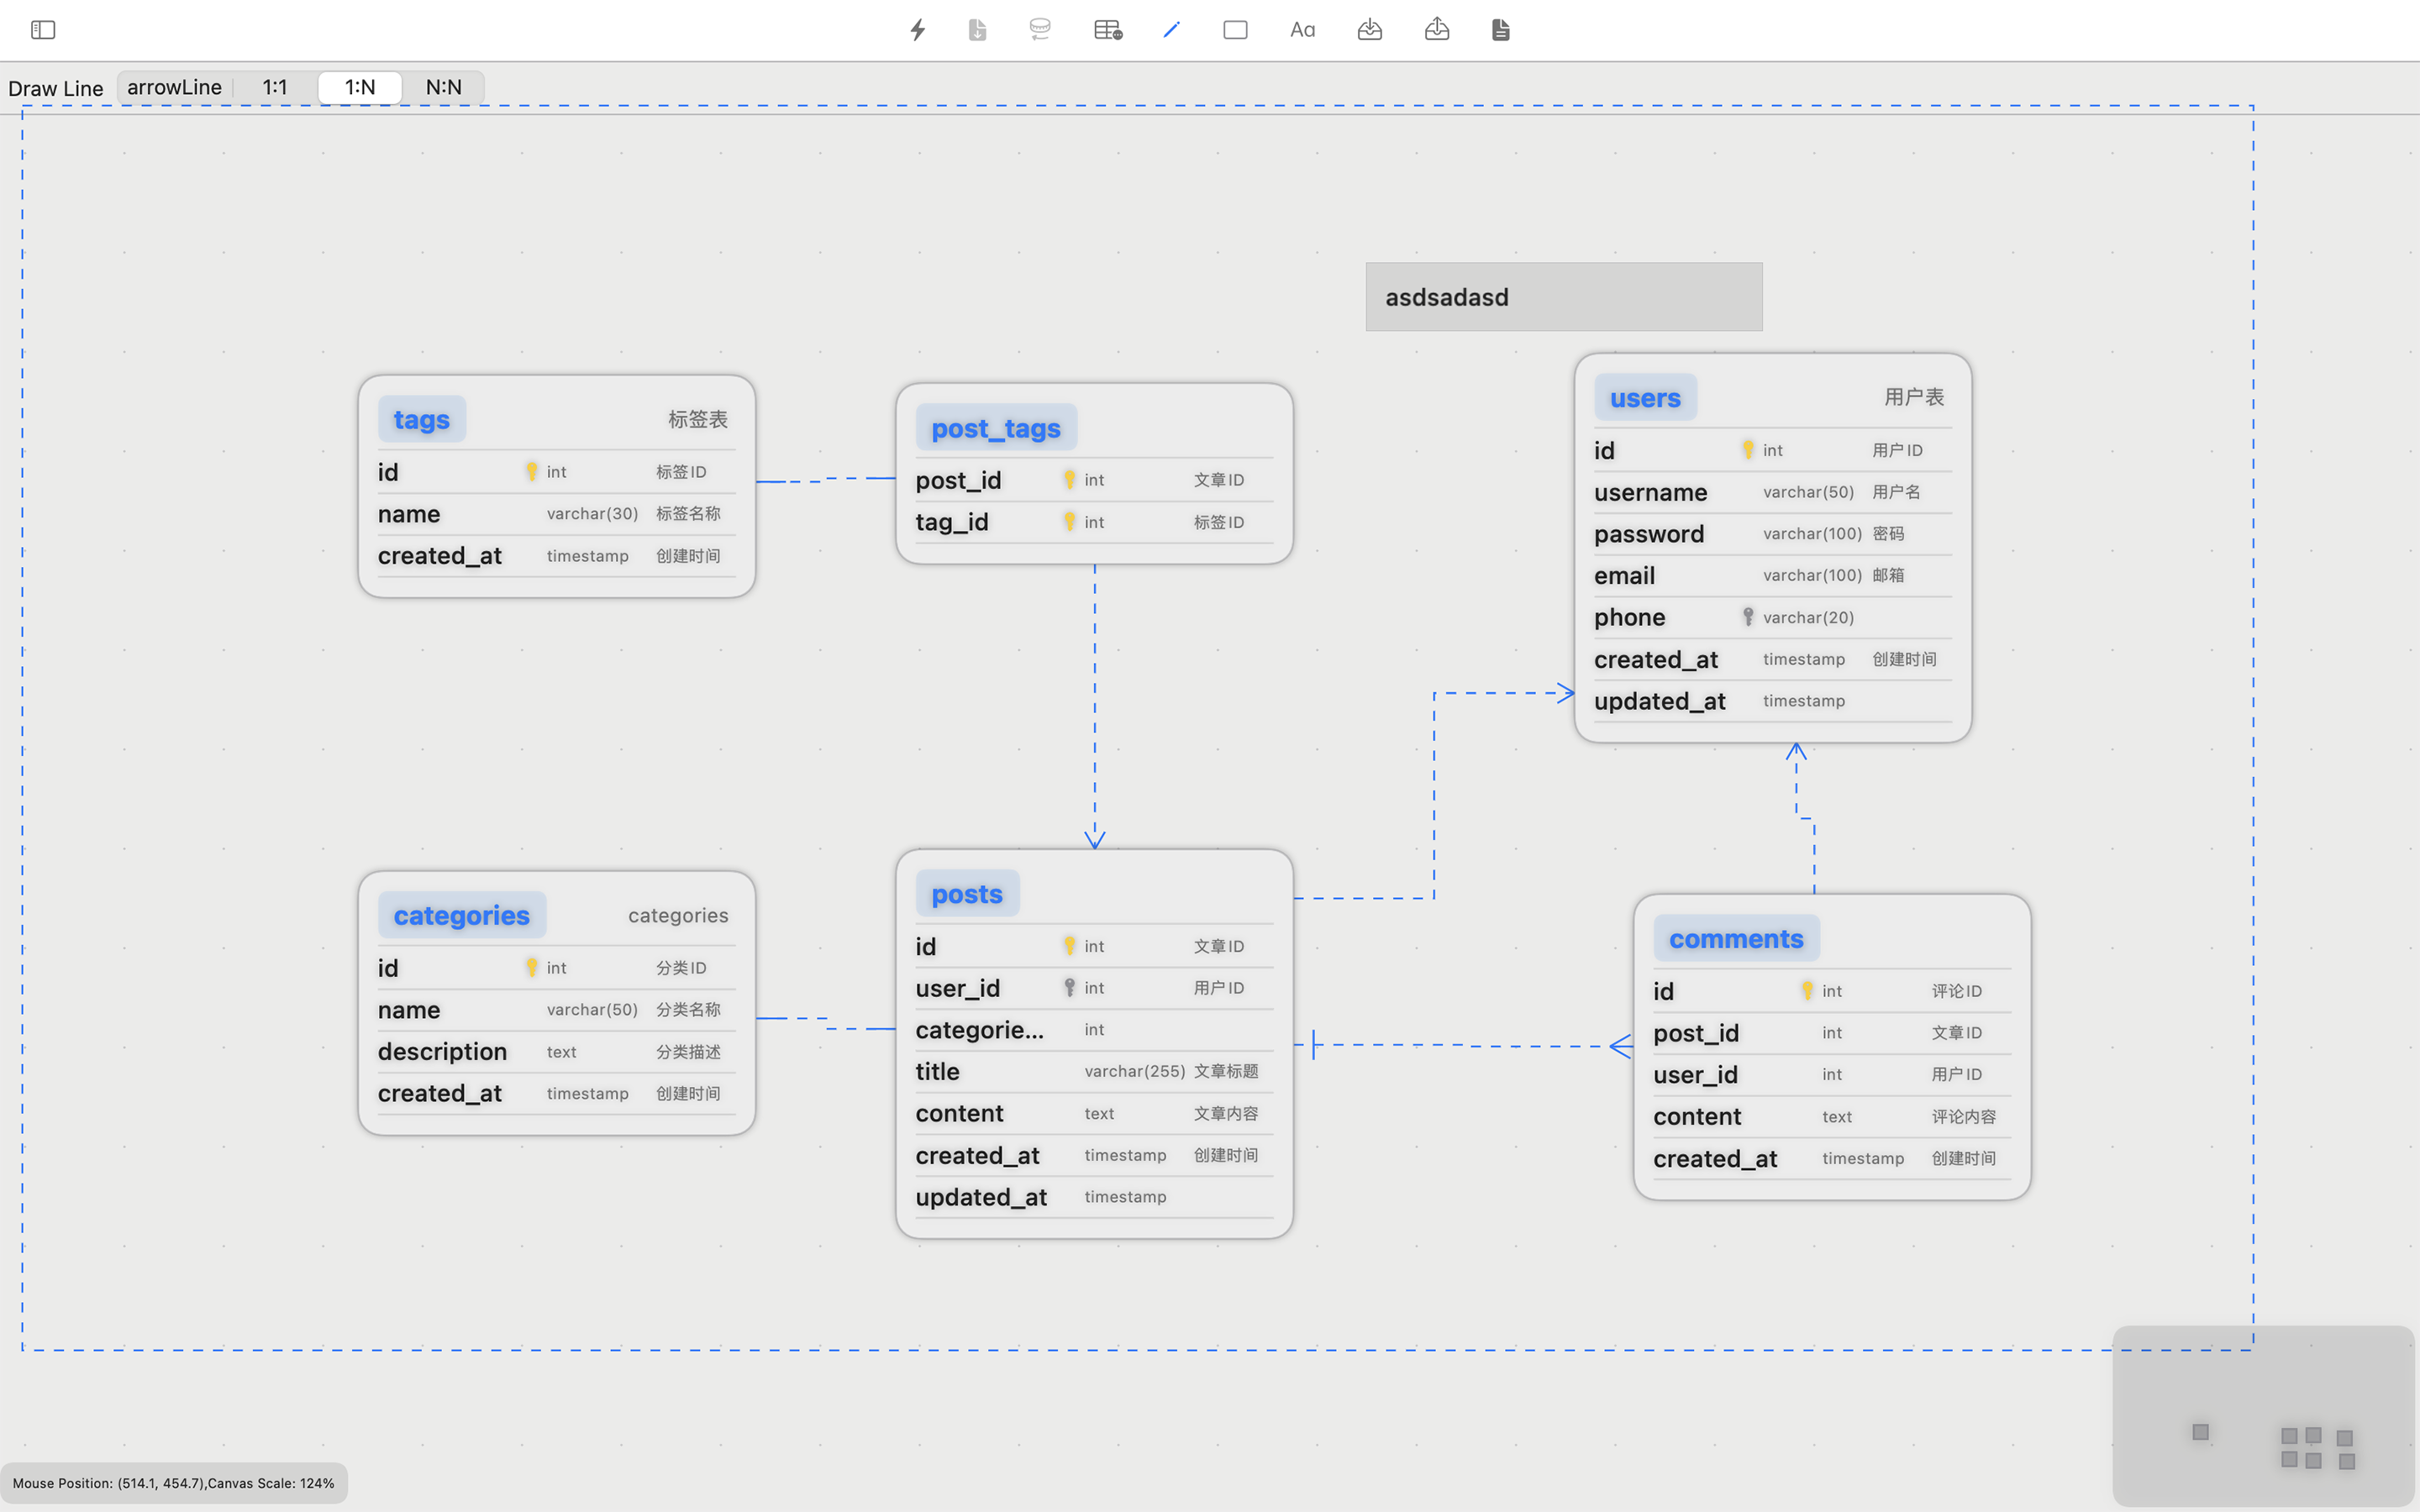 Aa
Draw Line arrowLine 1:1 1:N N:N
asdsadasd
tags 标签表
id int 标签ID
name varchar(30) 标签名称
created_at timestamp 创建时间
post_tags
post_id int 文章ID
tag_id int 标签ID
users 用户表
id int 用户ID
username varchar(50) 用户名
password varchar(100) 密码
email varchar(100) 邮箱
phone varchar(20)
created_at timestamp 创建时间
updated_at timestamp
categories categories
id int 分类ID
name varchar(50) 分类名称
description text 分类描述
created_at timestamp 创建时间
posts
id int 文章ID
user_id int 用户ID
categorie... int
title varchar(255) 文章标题
content text 文章内容
created_at timestamp 创建时间
updated_at timestamp
comments
id int 评论ID
post_id int 文章ID
user_id int 用户ID
content text 评论内容
created_at timestamp 创建时间
Mouse Position: (514.1, 454.7),Canvas Scale: 124%